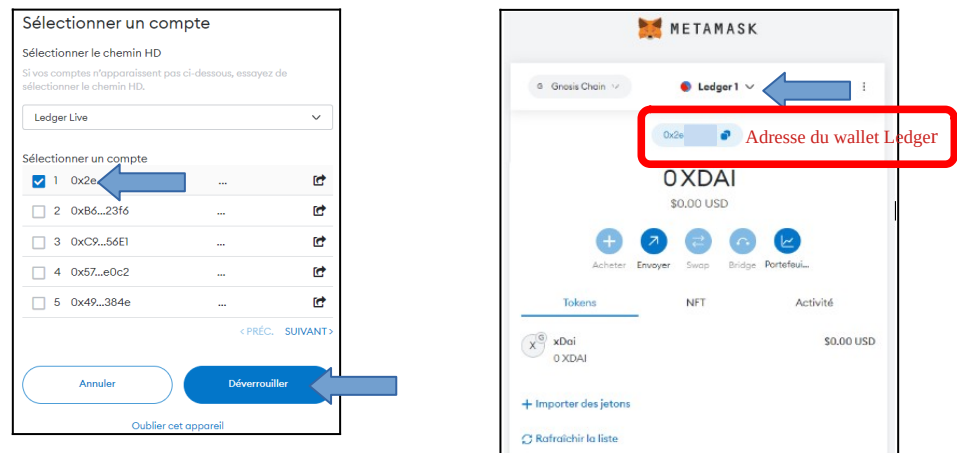 Sélectionner un compte
Sélectionner le chemin HD
Si vos comptes n'apparaissent pas ci-dessous, essayez de
sélectionner le chemin HD.
Ledger Live
Sélectionner un compte
1 0x2e ...
2 0xB6...23f6 ...
3 0xC9...56E1 ...
4 0x57...e0c2 ...
5 0x49...384e ...
< PRÉC. SUIVANT >
Annuler Déverrouiller
Oublier cet appareil
METAMASK
G Gnosis Chain Ledger 1
0x2e Adresse du wallet Ledger
0 XDAI
$0.00 USD
Acheter Envoyer Swap Bridge Portefeui...
Tokens NFT Activité
X G xDai $0.00 USD
0 XDAI
+ Importer des jetons
Rafraîchir la liste